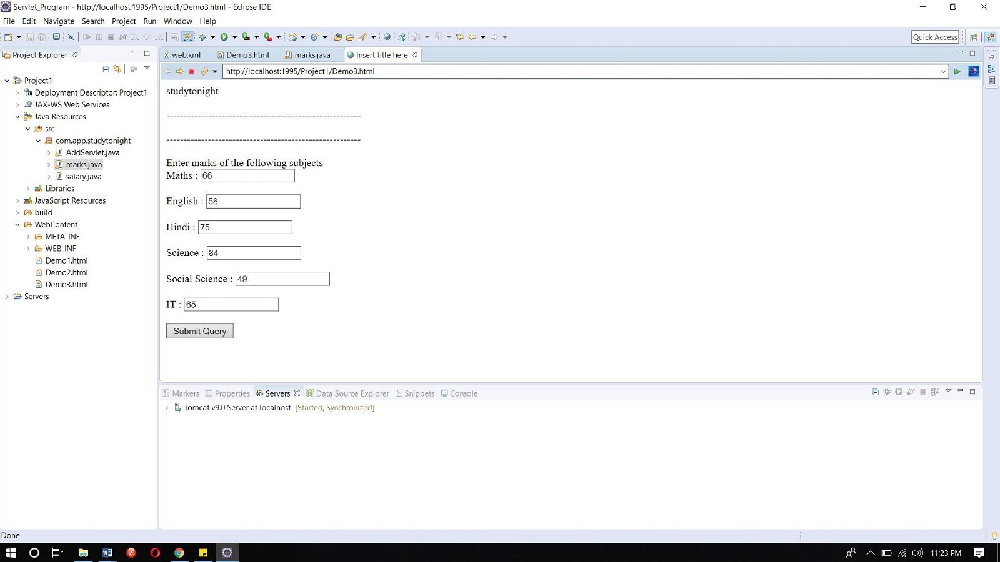 Servlet_Program - http://localhost:1995/Project1/Demo3.html - Eclipse IDE
File Edit Navigate Search Project Run Window Help
Quick Access
Project Explorer
web.xml Demo3.html marks.java Insert title here
http://localhost:1995/Project1/Demo3.html
Project1
Deployment Descriptor: Project1
JAX-WS Web Services
Java Resources
src
com.app.studytonight
AddServlet.java
marks.java
salary.java
Libraries
JavaScript Resources
build
WebContent
META-INF
WEB-INF
Demo1.html
Demo2.html
Demo3.html
Servers
studytonight
--------------------------------------------------------
--------------------------------------------------------
Enter marks of the following subjects
Maths : 66
English : 58
Hindi : 75
Science : 84
Social Science : 49
IT : 65
Submit Query
Markers Properties Servers Data Source Explorer Snippets Console
Tomcat v9.0 Server at localhost [Started, Synchronized]
Done
11:23 PM